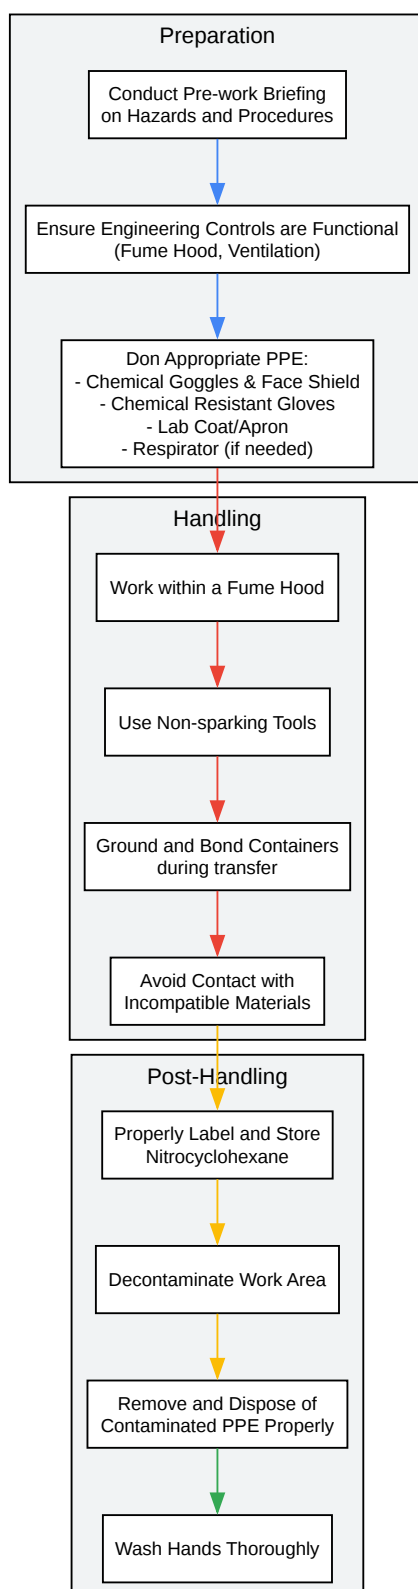 Preparation
Conduct Pre-work Briefing
on Hazards and Procedures
Ensure Engineering Controls are Functional
(Fume Hood, Ventilation)
Don Appropriate PPE:
- Chemical Goggles & Face Shield
- Chemical Resistant Gloves
- Lab Coat/Apron
- Respirator (if needed)
Handling
Work within a Fume Hood
Use Non-sparking Tools
Ground and Bond Containers
during transfer
Avoid Contact with
Incompatible Materials
Post-Handling
Properly Label and Store
Nitrocyclohexane
Decontaminate Work Area
Remove and Dispose of
Contaminated PPE Properly
Wash Hands Thoroughly